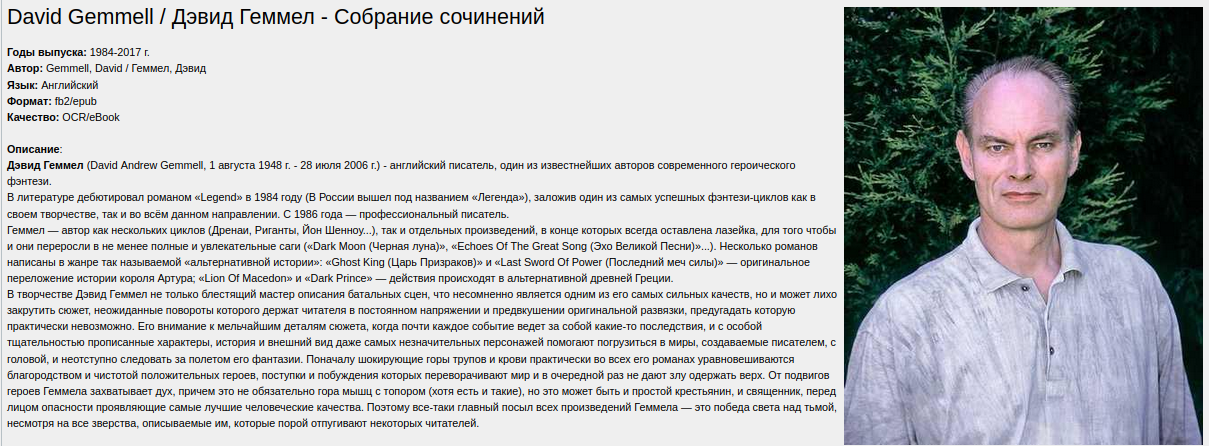 David Gemmell / Дэвид Геммел - Собрание сочинений
Годы выпуска: 1984-2017 г.
Автор: Gemmell, David / Геммел, Дэвид
Язык: Английский
Формат: fb2/epub
Качество: OCR/eBook
Описание:
Дэвид Геммел (David Andrew Gemmell, 1 августа 1948 г. - 28 июля 2006 г.) - английский писатель, один из известнейших авторов современного героического
фэнтези.
В литературе дебютировал романом «Legend» в 1984 году (В России вышел под названием «Легенда»), заложив один из самых успешных фэнтези-циклов как в
своем творчестве, так и во всём данном направлении. С 1986 года — профессиональный писатель.
Геммел — автор как нескольких циклов (Дренаи, Риганты, Йон Шенноу...), так и отдельных произведений, в конце которых всегда оставлена лазейка, для того чтобы
и они переросли в не менее полные и увлекательные саги («Dark Moon (Черная луна)», «Echoes Of The Great Song (Эхо Великой Песни)»...). Несколько романов
написаны в жанре так называемой «альтернативной истории»: «Ghost King (Царь Призраков)» и «Last Sword Of Power (Последний меч силы)» — оригинальное
переложение истории короля Артура; «Lion Of Macedon» и «Dark Prince» — действия происходят в альтернативной древней Греции.
В творчестве Дэвид Геммел не только блестящий мастер описания батальных сцен, что несомненно является одним из его самых сильных качеств, но и может лихо
закрутить сюжет, неожиданные повороты которого держат читателя в постоянном напряжении и предвкушении оригинальной развязки, предугадать которую
практически невозможно. Его внимание к мельчайшим деталям сюжета, когда почти каждое событие ведет за собой какие-то последствия, и с особой
тщательностью прописанные характеры, история и внешний вид даже самых незначительных персонажей помогают погрузиться в миры, создаваемые писателем, с
головой, и неотступно следовать за полетом его фантазии. Поначалу шокирующие горы трупов и крови практически во всех его романах уравновешиваются
благородством и чистотой положительных героев, поступки и побуждения которых переворачивают мир и в очередной раз не дают злу одержать верх. От подвигов
героев Геммела захватывает дух, причем это не обязательно гора мышц с топором (хотя есть и такие), но это может быть и простой крестьянин, и священник, перед
лицом опасности проявляющие самые лучшие человеческие качества. Поэтому все-таки главный посыл всех произведений Геммела — это победа света над тьмой,
несмотря на все зверства, описываемые им, которые порой отпугивают некоторых читателей.